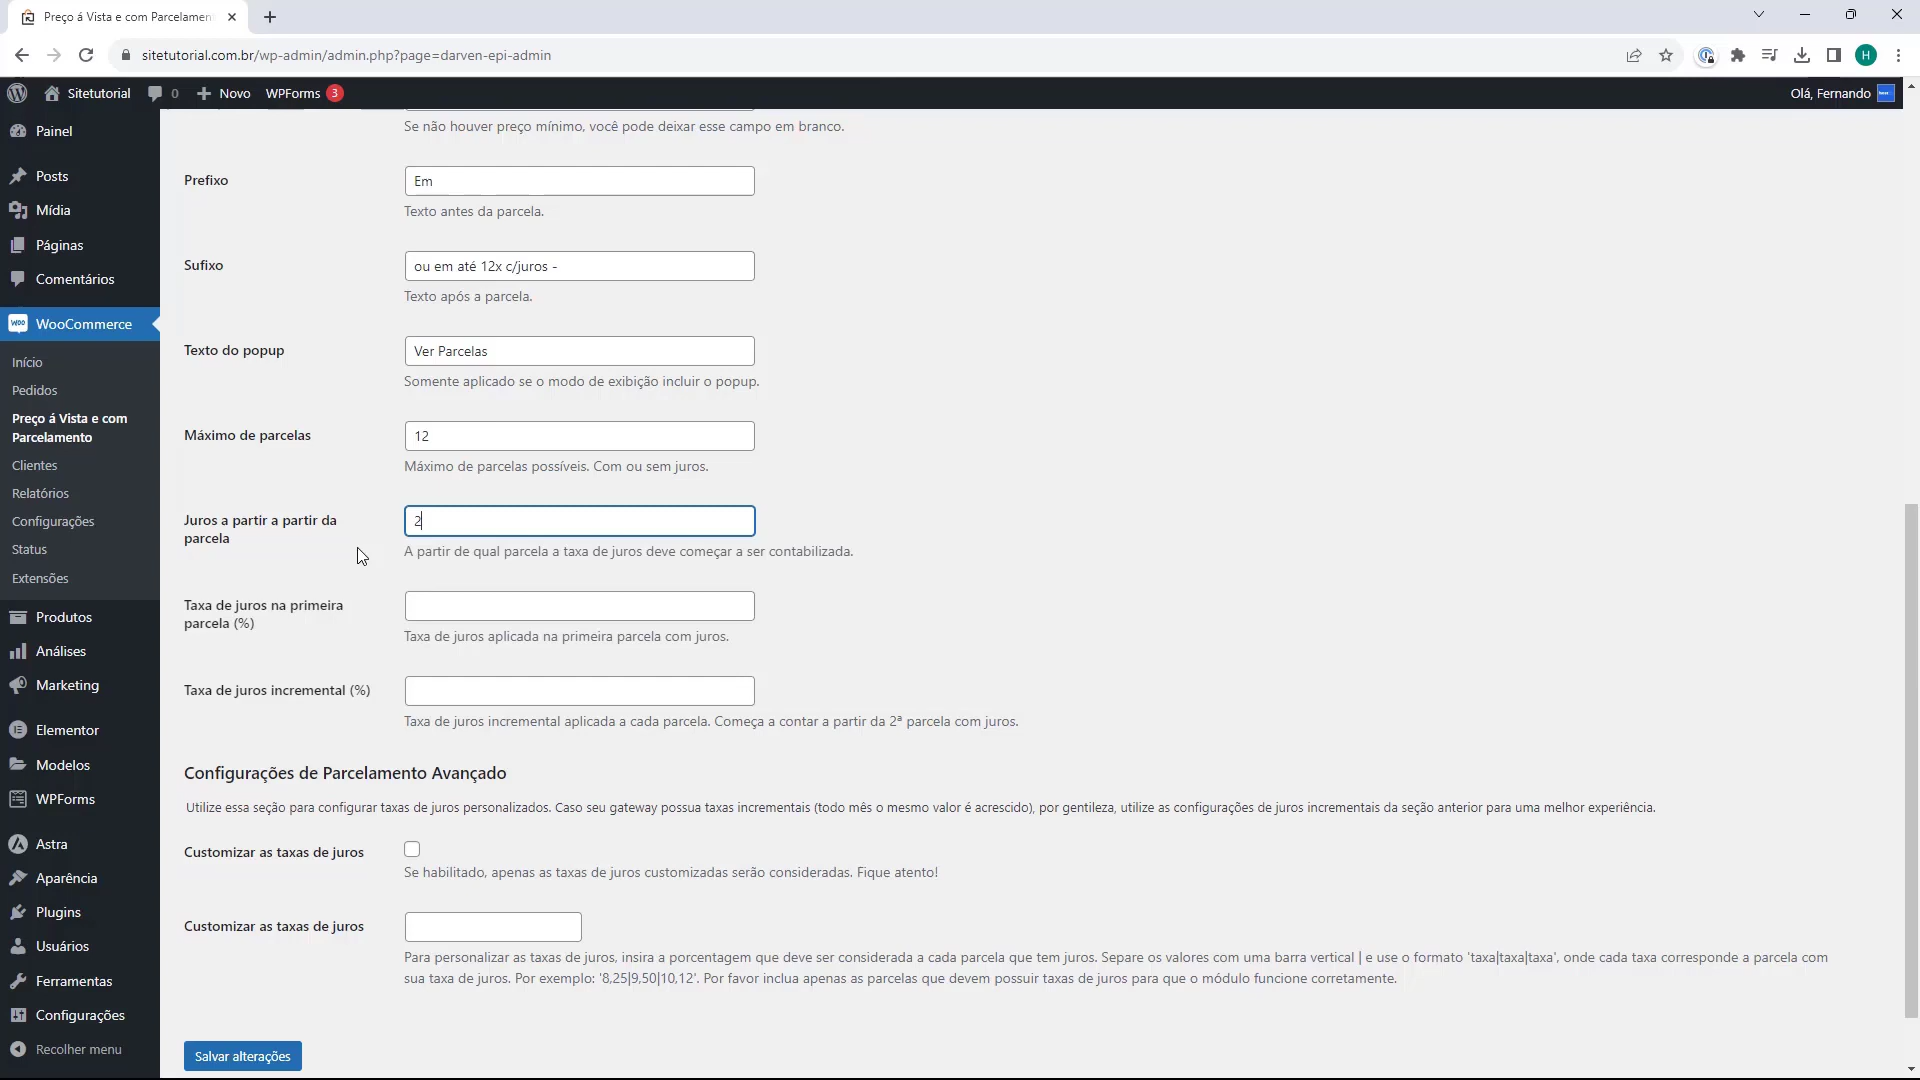 Preço á Vista e com Parcelamen
sitetutorial.com.br/wp-admin/admin.php?page=darven-epi-admin
H
Sitetutorial
0
Novo
WPForms
3
Olá, Fernando
Painel
Posts
Mídia
Páginas
Comentários
WOO
WooCommerce
Início
Pedidos
Preço á Vista e com
Parcelamento
Clientes
Relatórios
Configurações
Status
Extensões
Produtos
Análises
Marketing
Elementor
Modelos
WPForms
Astra
Aparência
Plugins
Usuários
Ferramentas
Configurações
Recolher menu
Se não houver preço mínimo, você pode deixar esse campo em branco.
Prefixo
Em
Texto antes da parcela.
Sufixo
ou em até 12x c/juros -
Texto após a parcela.
Texto do popup
Ver Parcelas
Somente aplicado se o modo de exibição incluir o popup.
Máximo de parcelas
12
Máximo de parcelas possíveis. Com ou sem juros.
Juros a partir a partir da
parcela
2
A partir de qual parcela a taxa de juros deve começar a ser contabilizada.
Taxa de juros na primeira
parcela (%)
Taxa de juros aplicada na primeira parcela com juros.
Taxa de juros incremental (%)
Taxa de juros incremental aplicada a cada parcela. Começa a contar a partir da 2ª parcela com juros.
Configurações de Parcelamento Avançado
Utilize essa seção para configurar taxas de juros personalizados. Caso seu gateway possua taxas incrementais (todo mês o mesmo valor é acrescido), por gentileza, utilize as configurações de juros incrementais da seção anterior para uma melhor experiência.
Customizar as taxas de juros
Se habilitado, apenas as taxas de juros customizadas serão consideradas. Fique atento!
Customizar as taxas de juros
Para personalizar as taxas de juros, insira a porcentagem que deve ser considerada a cada parcela que tem juros. Separe os valores com uma barra vertical | e use o formato 'taxa|taxa|taxa', onde cada taxa corresponde a parcela com
sua taxa de juros. Por exemplo: '8,25|9,50|10,12'. Por favor inclua apenas as parcelas que devem possuir taxas de juros para que o módulo funcione corretamente.
Salvar alterações